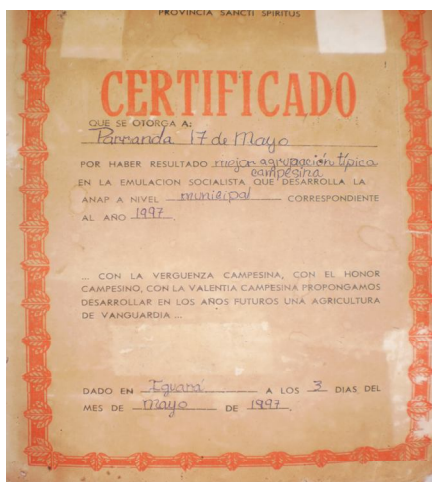 PROVINCIA SANCTI SPIRITUS
CERTIFICADO
QUE SE OTORGA A:
Parranda 17 de Mayo
POR HABER RESULTADO mejor agrupación típica
campesina
EN LA EMULACION SOCIALISTA QUE DESARROLLA LA
ANAP A NIVEL municipal CORRESPONDIENTE
AL AÑO 1997.
... CON LA VERGUENZA CAMPESINA, CON EL HONOR
CAMPESINO, CON LA VALENTIA CAMPESINA PROPONGAMOS
DESARROLLAR EN LOS AÑOS FUTUROS UNA AGRICULTURA
DE VANGUARDIA ...
DADO EN Iguará A LOS 3 DIAS DEL
MES DE mayo DE 1997.